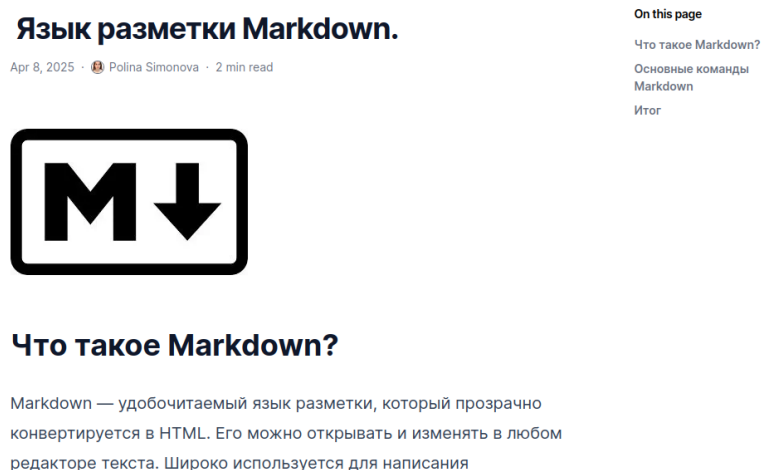 Язык разметки Markdown.
Apr 8, 2025 · Polina Simonova · 2 min read
M
Что такое Markdown?
Markdown — удобочитаемый язык разметки, который прозрачно
конвертируется в HTML. Его можно открывать и изменять в любом
редакторе текста. Широко используется для написания
On this page
Что такое Markdown?
Основные команды
Markdown
Итог